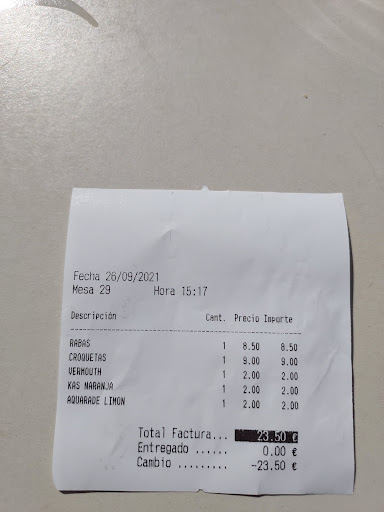 Fecha 26/09/2021
Mesa 29 Hora 15:17
Descripción Cant. Precio Importe
RABAS 1 8.50 8.50
CROQUETAS 1 9.00 9.00
VERMOUTH 1 2.00 2.00
KAS NARANJA 1 2.00 2.00
AQUARADE LIMON 1 2.00 2.00
Total Factura... 23.50 €
Entregado ...... 0.00 €
Cambio ......... -23.50 €